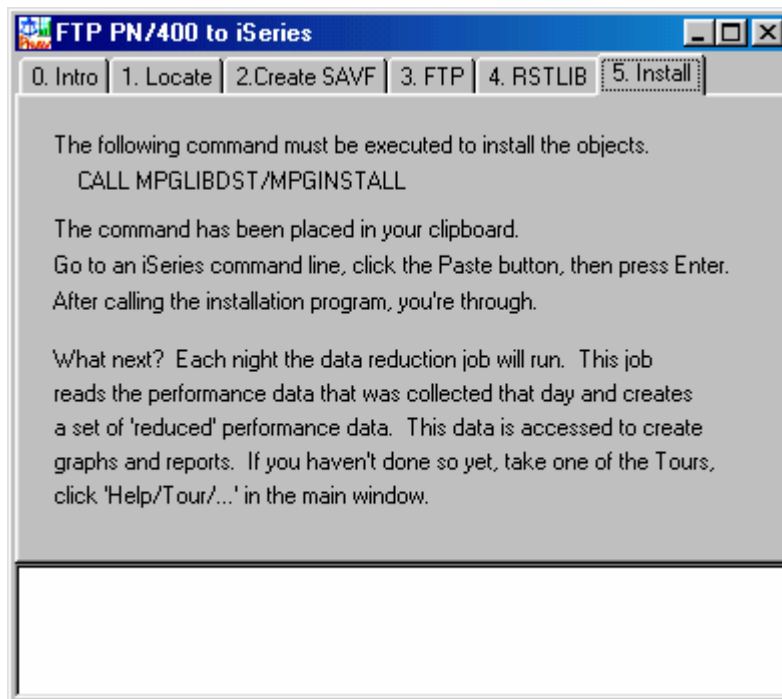 FTP PN/400 to iSeries
0. Intro 1. Locate 2.Create SAVF 3. FTP 4. RSTLIB 5. Install
The following command must be executed to install the objects.
CALL MPGLIBDST/MPGINSTALL
The command has been placed in your clipboard.
Go to an iSeries command line, click the Paste button, then press Enter.
After calling the installation program, you're through.
What next?  Each night the data reduction job will run.  This job
reads the performance data that was collected that day and creates
a set of 'reduced' performance data.  This data is accessed to create
graphs and reports.  If you haven't done so yet, take one of the Tours,
click 'Help/Tour/...' in the main window.